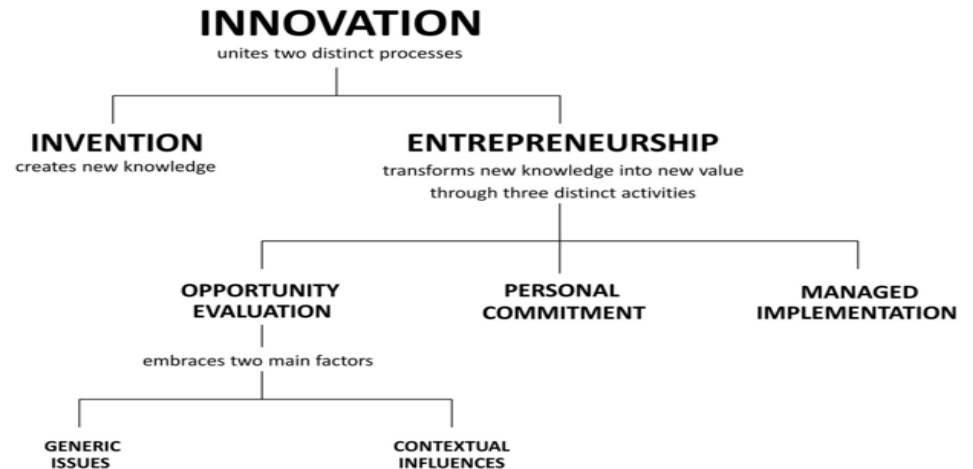 INNOVATION
unites two distinct processes
INVENTION
creates new knowledge
ENTREPRENEURSHIP
transforms new knowledge into new value
through three distinct activities
OPPORTUNITY
EVALUATION
PERSONAL
COMMITMENT
MANAGED
IMPLEMENTATION
embraces two main factors
GENERIC
ISSUES
CONTEXTUAL
INFLUENCES